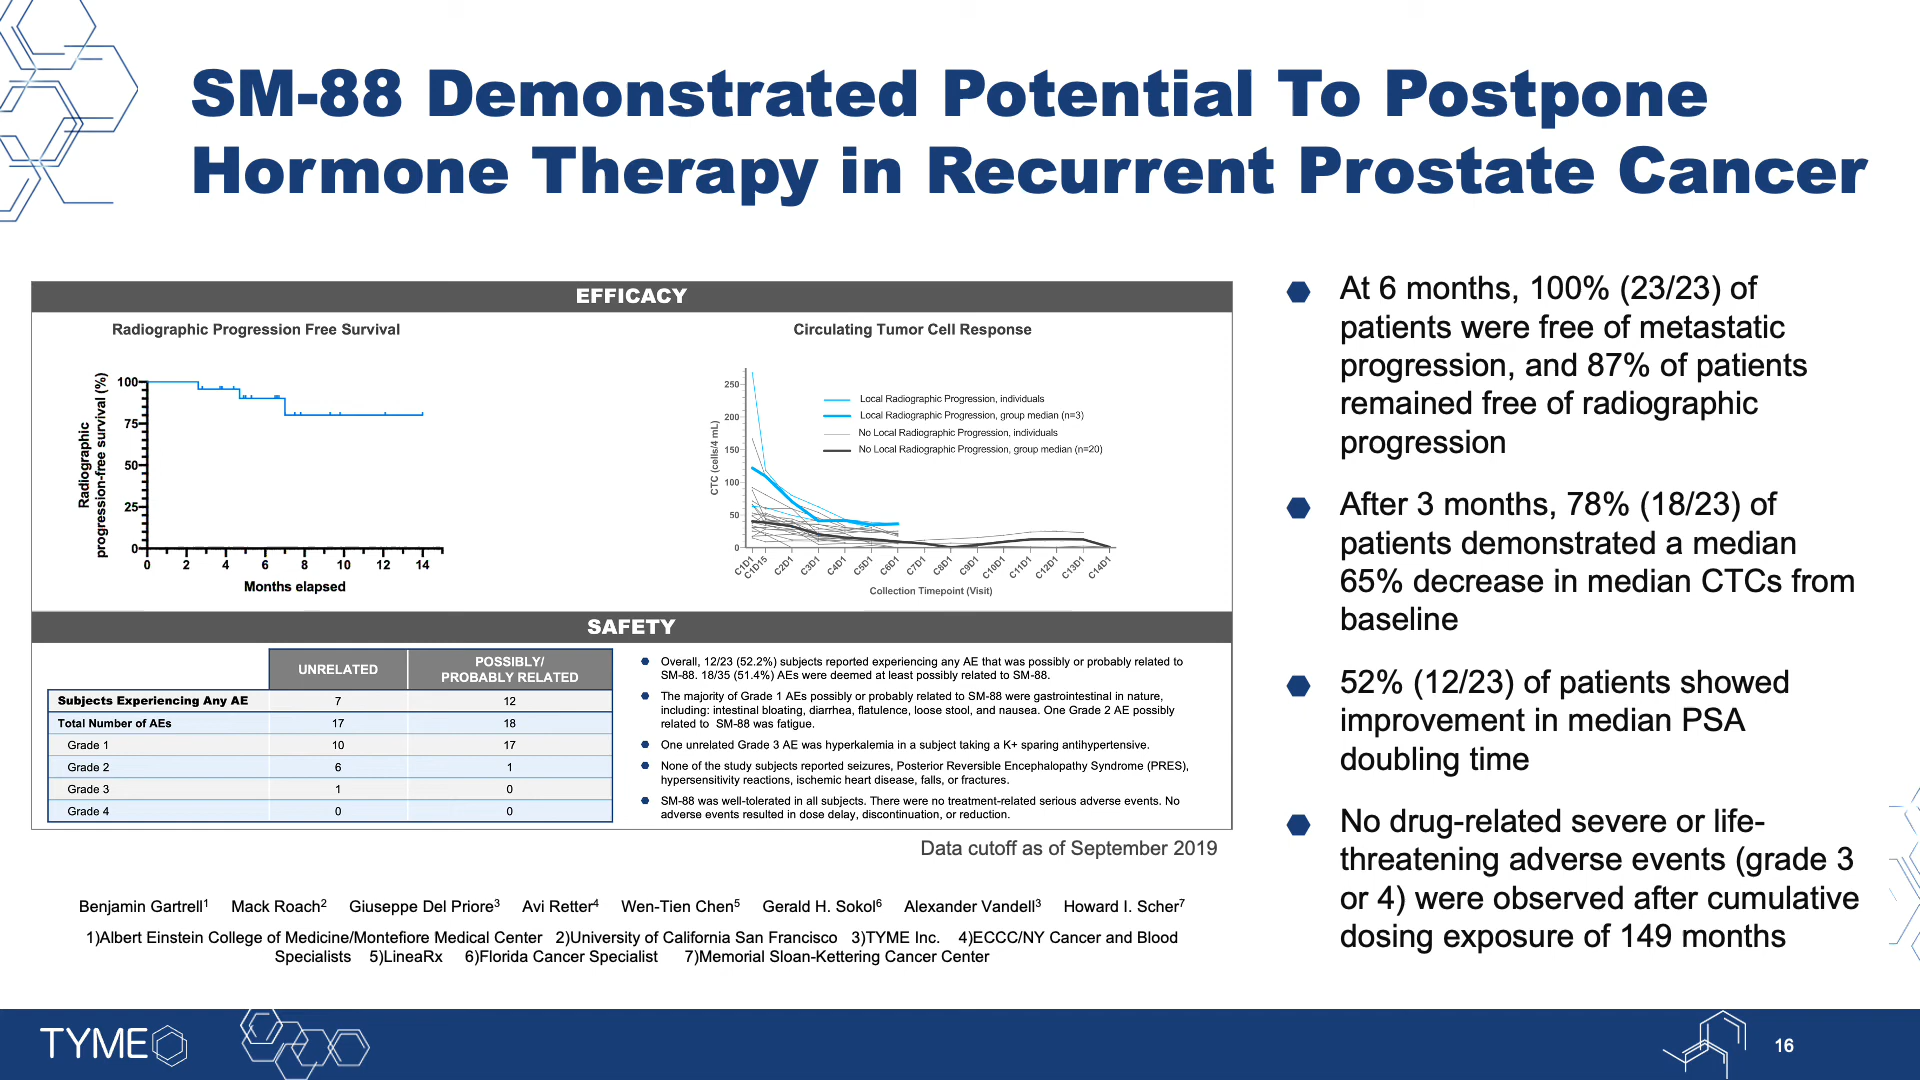 SM-88 Demonstrated Potential To Postpone
Hormone Therapy in Recurrent Prostate Cancer
EFFICACY
Radiographic Progression Free Survival
Radiographic
progression-free survival (%)
100
75
50
25
0
0 2 4 6 8 10 12 14
Months elapsed
Circulating Tumor Cell Response
CTC (cells/4 mL)
250
200
150
100
50
0
Local Radiographic Progression, individuals
Local Radiographic Progression, group median (n=3)
No Local Radiographic Progression, individuals
No Local Radiographic Progression, group median (n=20)
C1D1 C1D15 C2D1 C3D1 C4D1 C5D1 C6D1 C7D1 C8D1 C9D1 C10D1 C11D1 C12D1 C13D1 C14D1
Collection Timepoint (Visit)
SAFETY
UNRELATED
POSSIBLY/
PROBABLY RELATED
Subjects Experiencing Any AE 7 12
Total Number of AEs 17 18
Grade 1 10 17
Grade 2 6 1
Grade 3 1 0
Grade 4 0 0
Overall, 12/23 (52.2%) subjects reported experiencing any AE that was possibly or probably related to
SM-88. 18/35 (51.4%) AEs were deemed at least possibly related to SM-88.
The majority of Grade 1 AEs possibly or probably related to SM-88 were gastrointestinal in nature,
including: intestinal bloating, diarrhea, flatulence, loose stool, and nausea. One Grade 2 AE possibly
related to SM-88 was fatigue.
One unrelated Grade 3 AE was hyperkalemia in a subject taking a K+ sparing antihypertensive.
None of the study subjects reported seizures, Posterior Reversible Encephalopathy Syndrome (PRES),
hypersensitivity reactions, ischemic heart disease, falls, or fractures.
SM-88 was well-tolerated in all subjects. There were no treatment-related serious adverse events. No
adverse events resulted in dose delay, discontinuation, or reduction.
Data cutoff as of September 2019
Benjamin Gartrell1 Mack Roach2 Giuseppe Del Priore3 Avi Retter4 Wen-Tien Chen5 Gerald H. Sokol6 Alexander Vandell3 Howard I. Scher7
1)Albert Einstein College of Medicine/Montefiore Medical Center 2)University of California San Francisco 3)TYME Inc. 4)ECCC/NY Cancer and Blood
Specialists 5)LineaRx 6)Florida Cancer Specialist 7)Memorial Sloan-Kettering Cancer Center
At 6 months, 100% (23/23) of
patients were free of metastatic
progression, and 87% of patients
remained free of radiographic
progression
After 3 months, 78% (18/23) of
patients demonstrated a median
65% decrease in median CTCs from
baseline
52% (12/23) of patients showed
improvement in median PSA
doubling time
No drug-related severe or life-
threatening adverse events (grade 3
or 4) were observed after cumulative
dosing exposure of 149 months
TYME
16